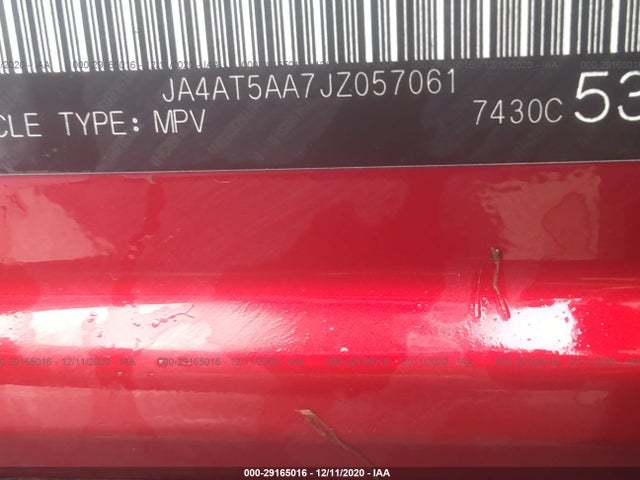 JA4AT5AA7JZ057061
CLE TYPE: MPV 7430C 53
000-29165016 - 12/11/2020 - IAA